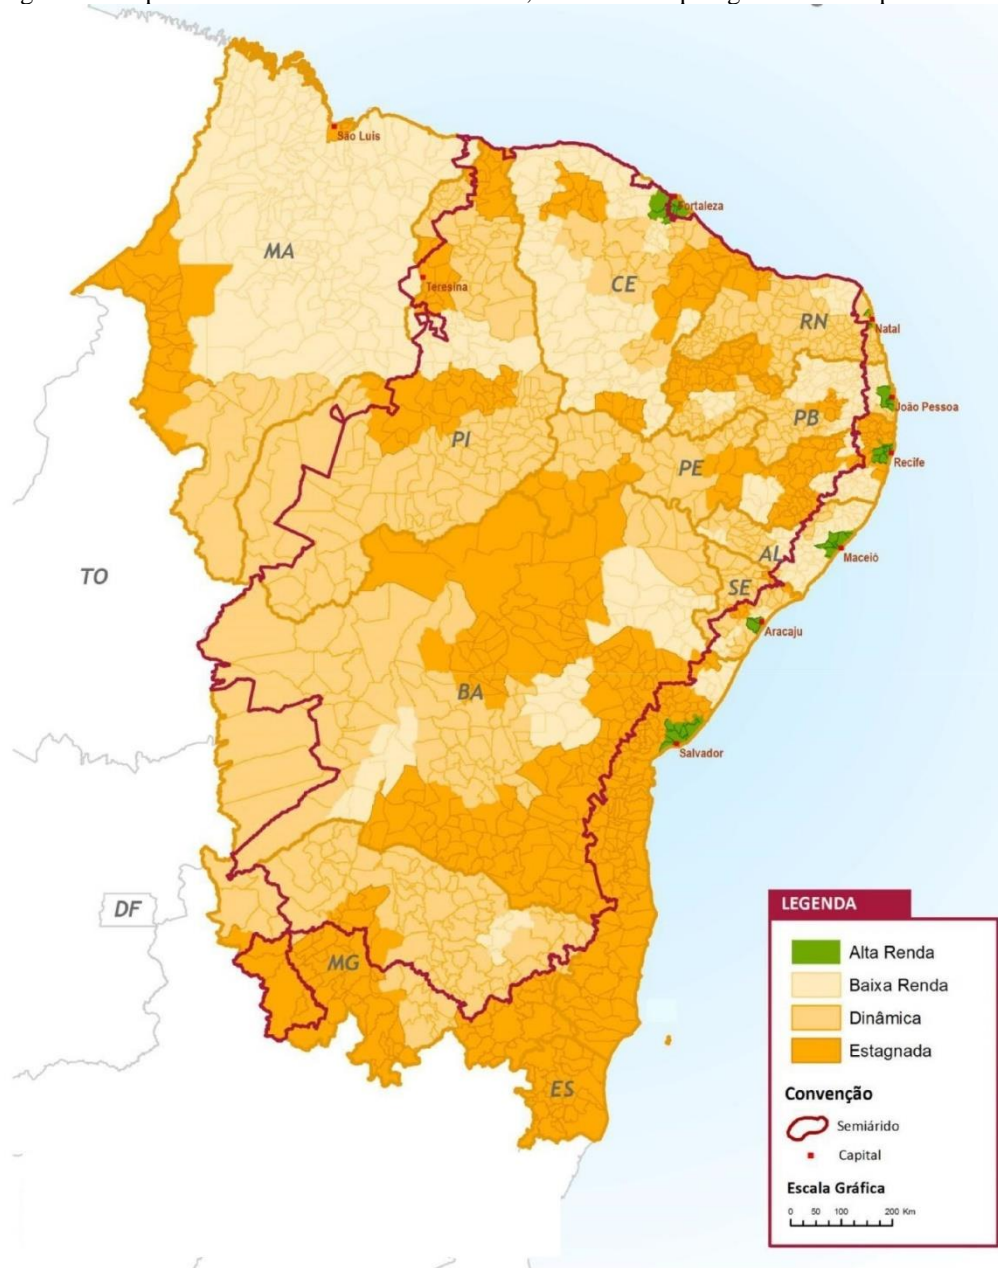 São Luis
Fortaleza
MA
CE
Teresina
RN
Natal
PI
PB
João Pessoa
PE
Recife
AL
Maceió
TO
SE
Aracaju
BA
Salvador
DF
MG
ES
LEGENDA
Alta Renda
Baixa Renda
Dinâmica
Estagnada
Convenção
Semiárido
Capital
Escala Gráfica
0 50 100 200 Km